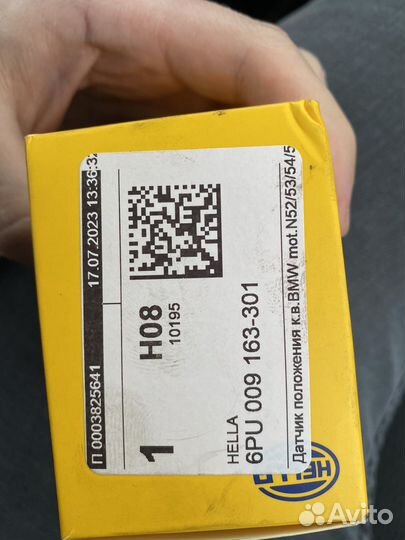 П 0003825641 17.07.2023 13:36:32
1
H08
10195
HELLA
6PU 009 163-301
Датчик положения к.в.BMW mot.N52/53/54/5
HELLA
Avito